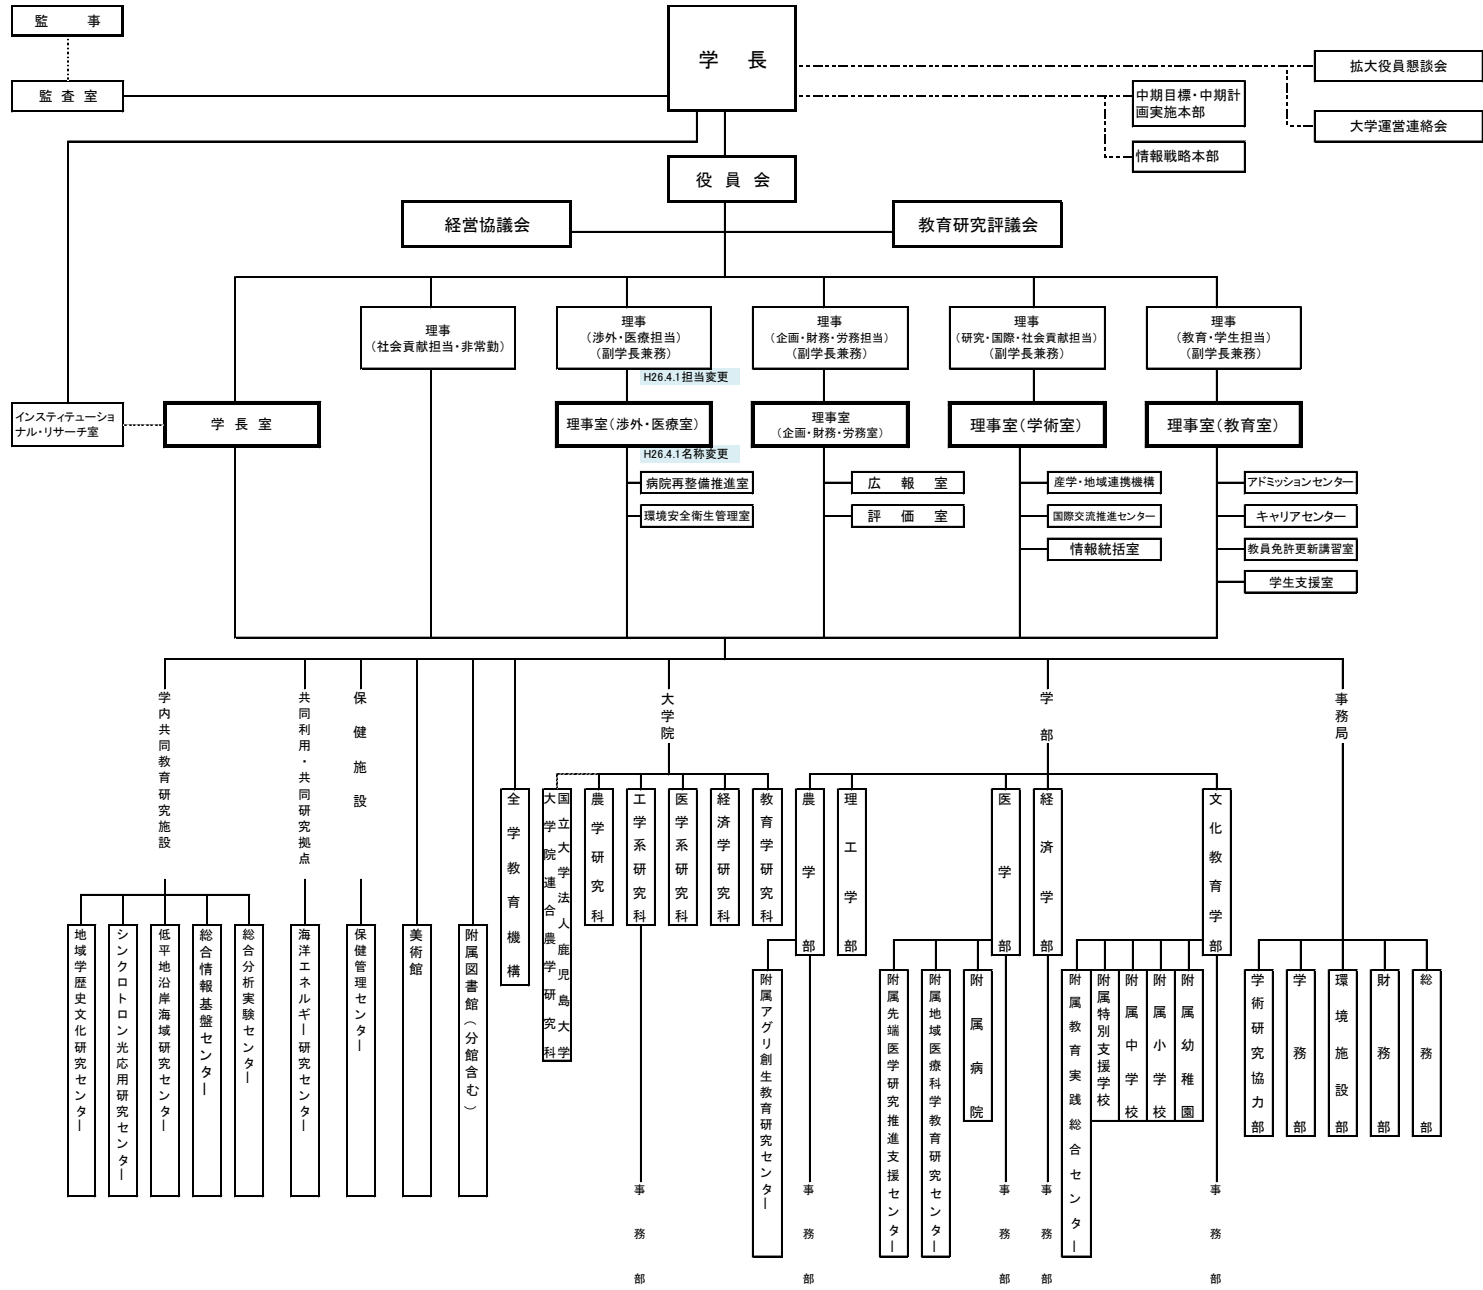 監 事
学 長
拡大役員懇談会
監 査 室
中期目標・中期計
画実施本部
大学運営連絡会
情報戦略本部
役 員 会
経営協議会
教育研究評議会
理事
(社会貢献担当・非常勤)
理事
(渉外・医療担当)
(副学長兼務)
H26.4.1担当変更
理事
(企画・財務・労務担当)
(副学長兼務)
理事
(研究・国際・社会貢献担当)
(副学長兼務)
理事
(教育・学生担当)
(副学長兼務)
インスティテューショ
ナル・リサーチ室
学 長 室
理事室(渉外・医療室)
H26.4.1名称変更
理事室
(企画・財務・労務室)
理事室(学術室)
理事室(教育室)
病院再整備推進室
環境安全衛生管理室
広 報 室
評 価 室
産学・地域連携機構
国際交流推進センター
情報統括室
アドミッションセンター
キャリアセンター
教員免許更新講習室
学生支援室
学内共同教育研究施設
共同利用・共同研究拠点
保健施設
大学院
学部
事務局
全学教育機構
国立大学法人鹿児島大学
大学院連合農学研究科
農学研究科
工学系研究科
医学系研究科
経済学研究科
教育学研究科
農学部
理工学部
医学部
経済学部
文化教育学部
地域学歴史文化研究センター
シンクロトロン光応用研究センター
低平地沿岸海域研究センター
総合情報基盤センター
総合分析実験センター
海洋エネルギー研究センター
保健管理センター
美術館
附属図書館(分館含む)
附属アグリ創生教育研究センター
附属先端医学研究推進支援センター
附属地域医療科学教育研究センター
附属病院
附属教育実践総合センター
附属特別支援学校
附属中学校
附属小学校
附属幼稚園
学術研究協力部
学務部
環境施設部
財務部
総務部
事務部
事務部
事務部
事務部
事務部